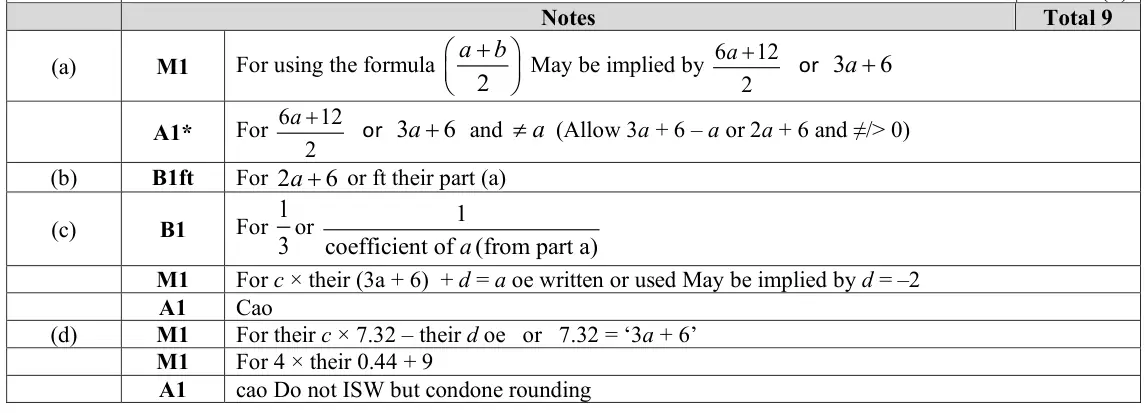 Notes Total 9
(a) M1 For using the formula (a + b / 2) May be implied by 6a + 12 / 2 or 3a + 6
A1* For 6a + 12 / 2 or 3a + 6 and ≠ a (Allow 3a + 6 – a or 2a + 6 and ≠/> 0)
(b) B1ft For 2a + 6 or ft their part (a)
(c) B1 For 1/3 or 1 / coefficient of a (from part a)
M1 For c × their (3a + 6) + d = a oe written or used May be implied by d = –2
A1 Cao
(d) M1 For their c × 7.32 – their d oe or 7.32 = ‘3a + 6’
M1 For 4 × their 0.44 + 9
A1 cao Do not ISW but condone rounding